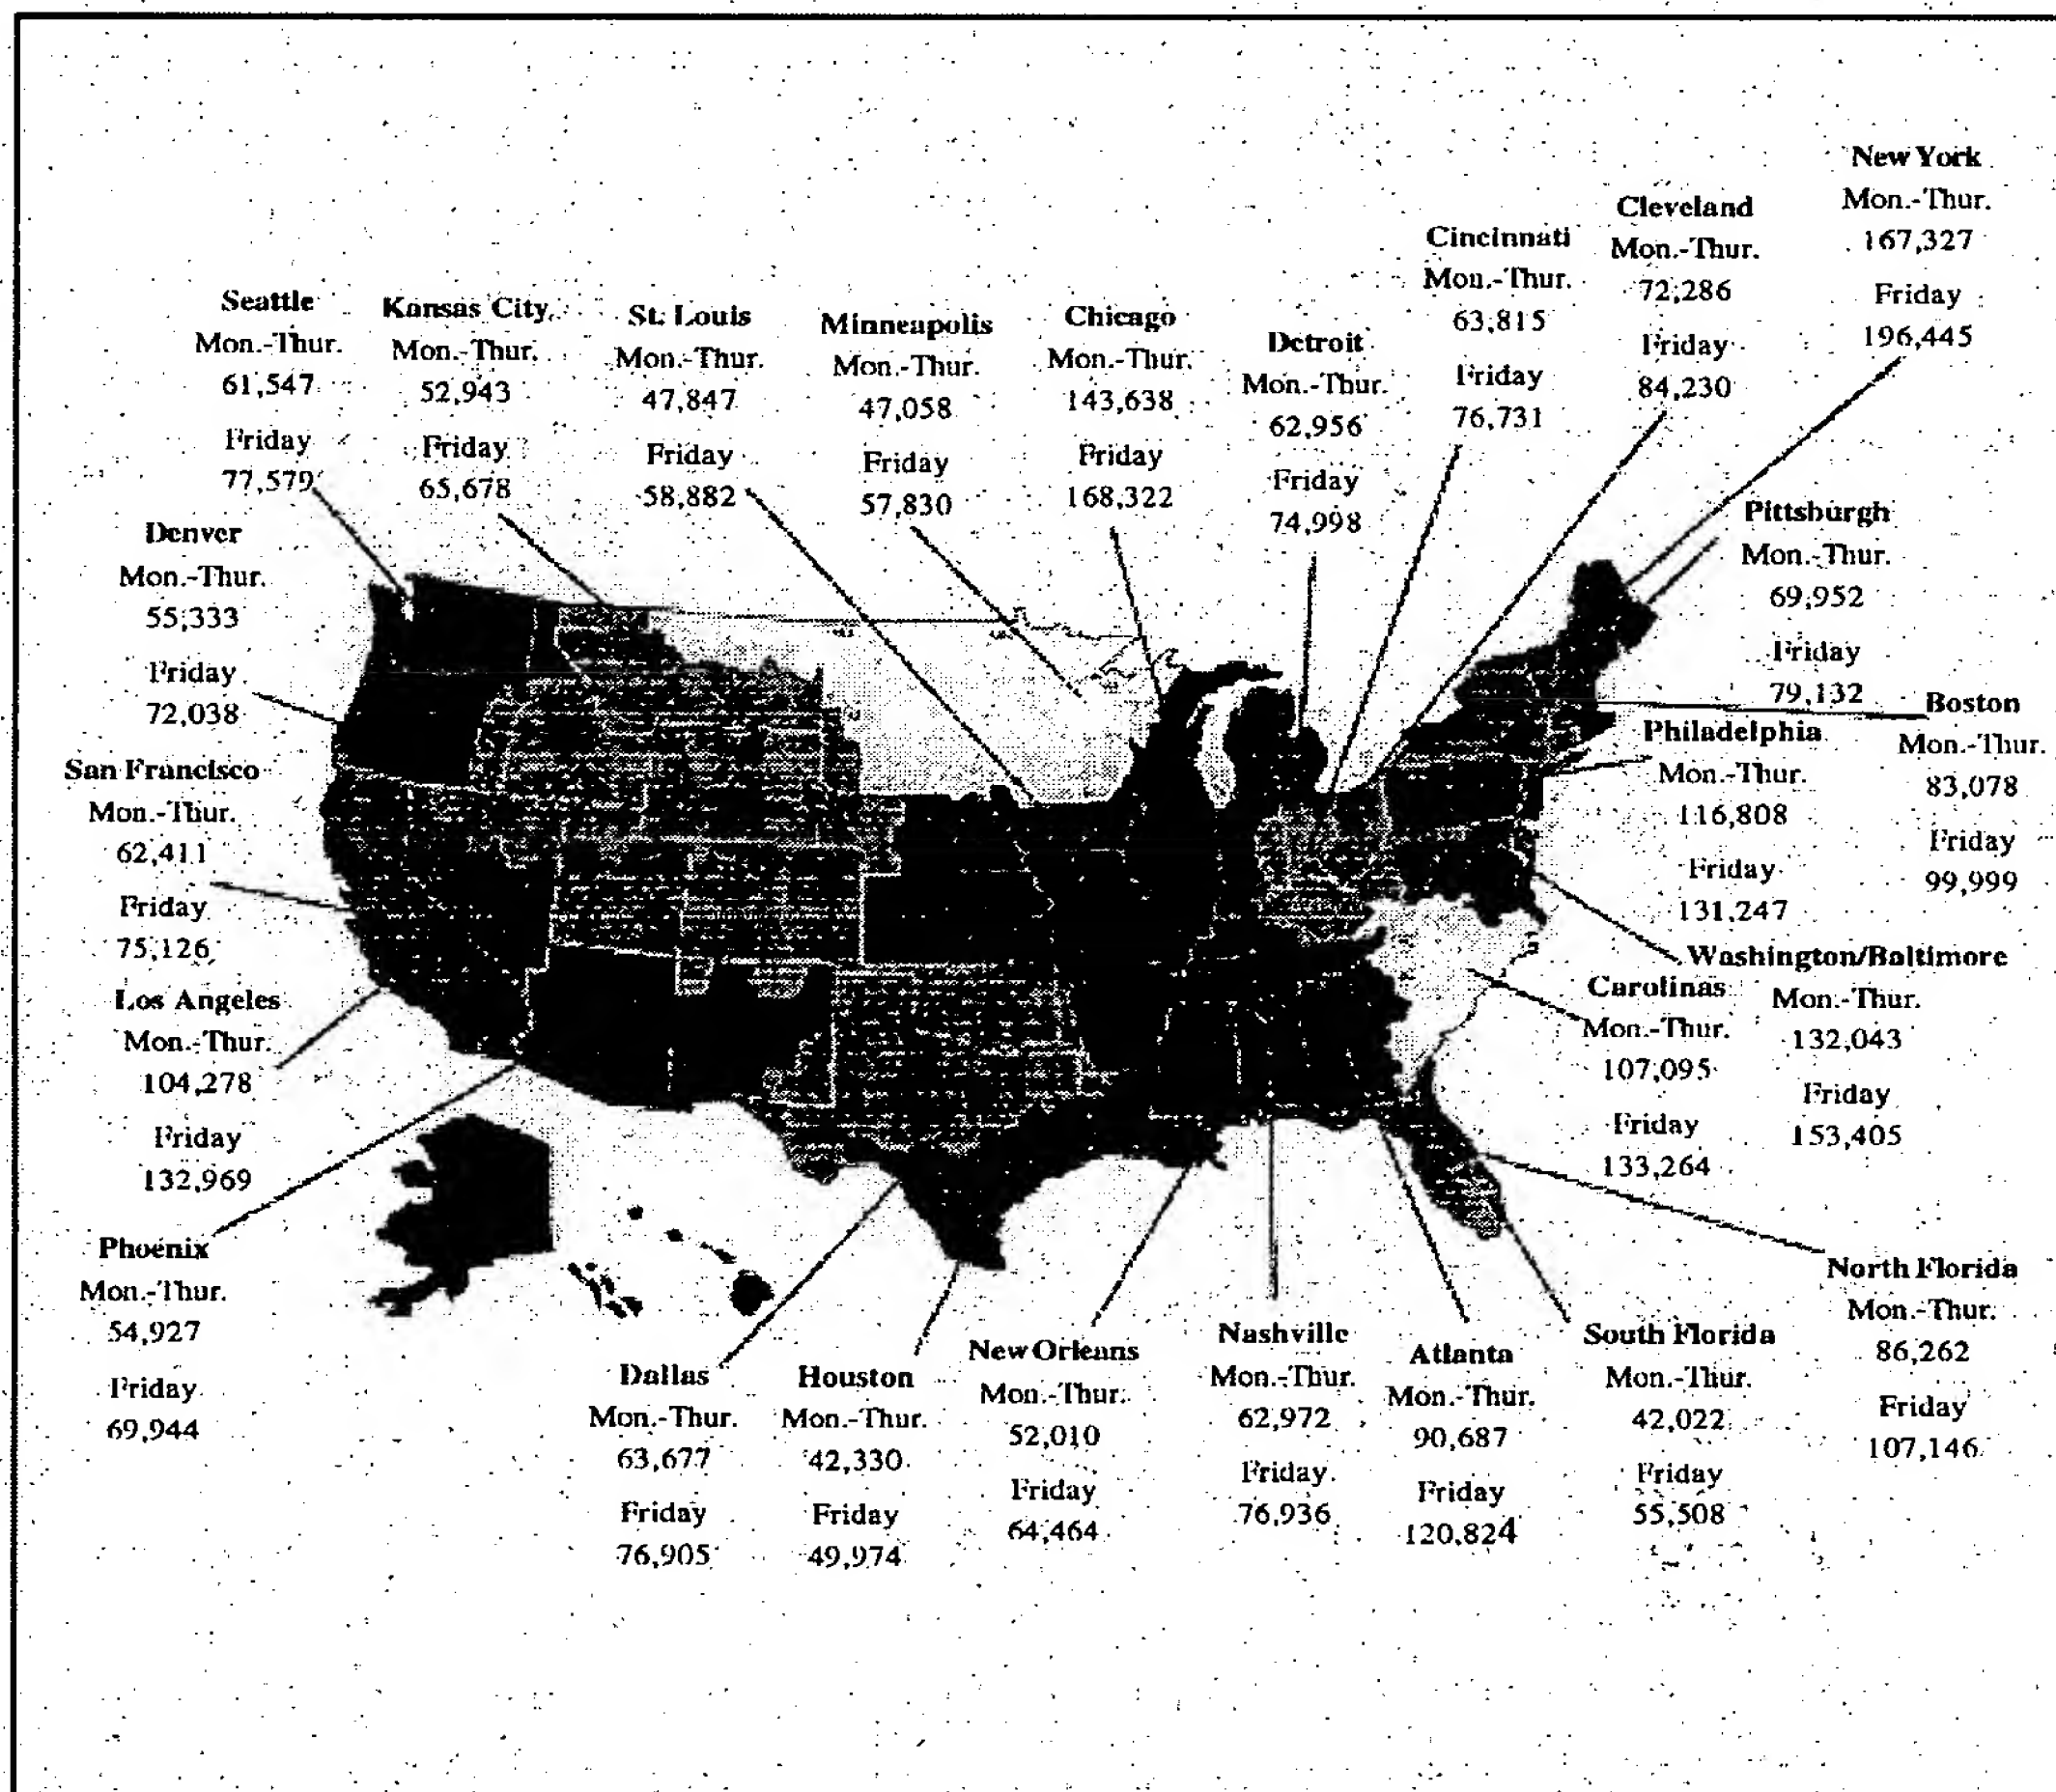 New York
Mon.-Thur.
167,327
Friday
196,445
Cleveland
Mon.-Thur.
72,286
Friday
84,230
Cincinnati
Mon.-Thur.
63,815
Friday
76,731
Seattle
Mon.-Thur.
61,547
Friday
77,579
Kansas City
Mon.-Thur.
52,943
Friday
65,678
St. Louis
Mon.-Thur.
47,847
Friday
58,882
Minneapolis
Mon.-Thur.
47,058
Friday
57,830
Chicago
Mon.-Thur.
143,638
Friday
168,322
Detroit
Mon.-Thur.
62,956
Friday
74,998
Pittsburgh
Mon.-Thur.
69,952
Friday
79,132
Denver
Mon.-Thur.
55,333
Friday
72,038
Boston
Mon.-Thur.
83,078
Friday
99,999
Philadelphia
Mon.-Thur.
116,808
Friday
131,247
San Francisco
Mon.-Thur.
62,411
Friday
75,126
Washington/Baltimore
Mon.-Thur.
132,043
Friday
153,405
Carolinas
Mon.-Thur.
107,095
Friday
133,264
Los Angeles
Mon.-Thur.
104,278
Friday
132,969
Phoenix
Mon.-Thur.
54,927
Friday
69,944
Dallas
Mon.-Thur.
63,677
Friday
76,905
Houston
Mon.-Thur.
42,330
Friday
49,974
New Orleans
Mon.-Thur.
52,010
Friday
64,464
Nashville
Mon.-Thur.
62,972
Friday
76,936
Atlanta
Mon.-Thur.
90,687
Friday
120,824
South Florida
Mon.-Thur.
42,022
Friday
55,508
North Florida
Mon.-Thur.
86,262
Friday
107,146